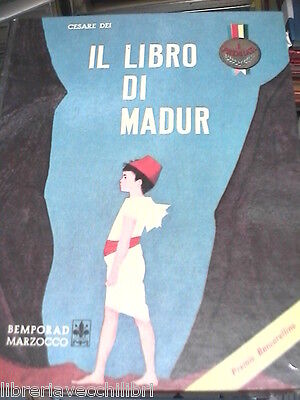 CESARE DEI
IL LIBRO
DI
MADUR
BEMPORAD
MARZOCCO
Premio Bancarellino
libreriavecchilibri